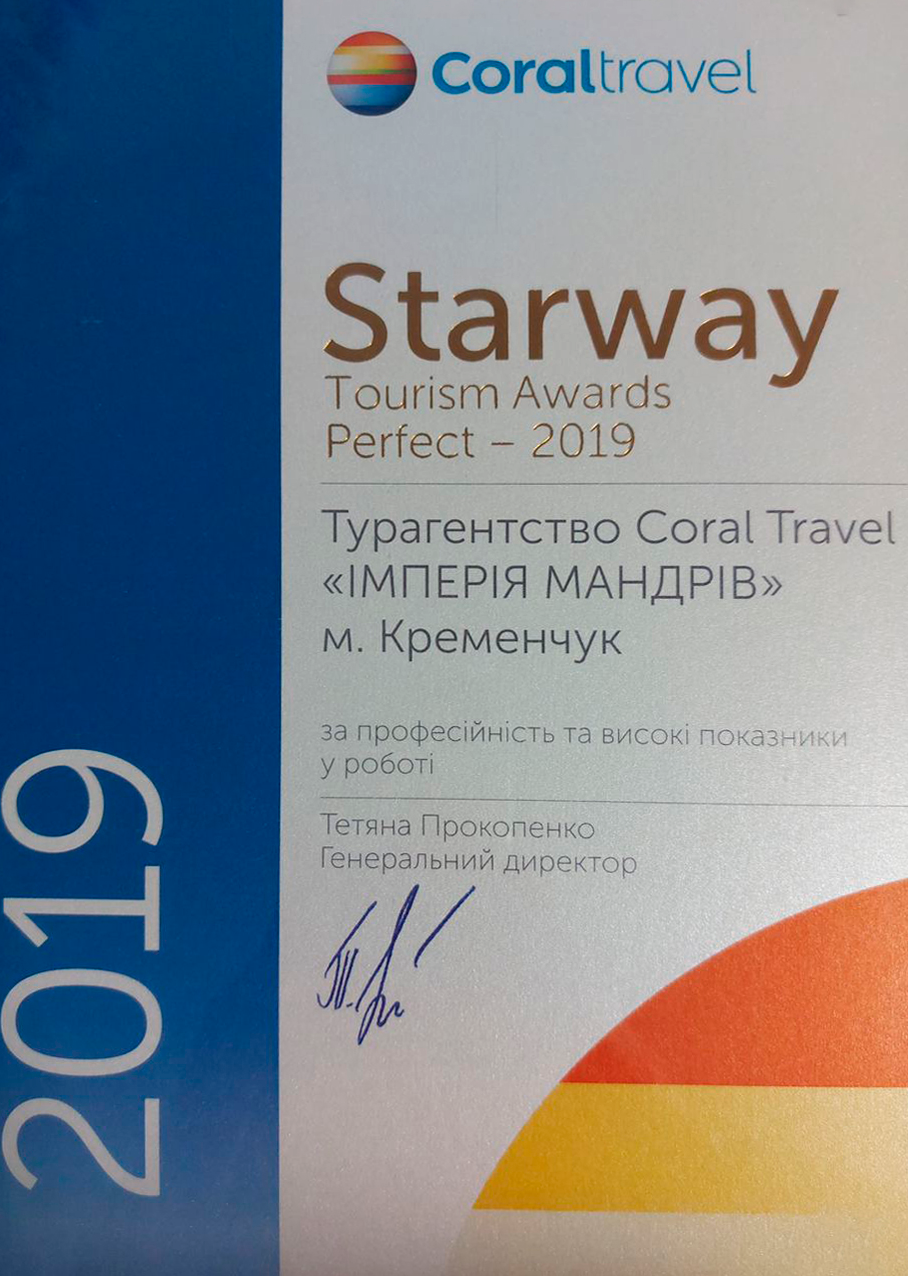 Coraltravel
Starway
Tourism Awards
Perfect – 2019
Турагентство Coral Travel
«ІМПЕРІЯ МАНДРІВ»
м. Кременчук
за професійність та високі показники
у роботі
Тетяна Прокопенко
Генеральний директор
2019